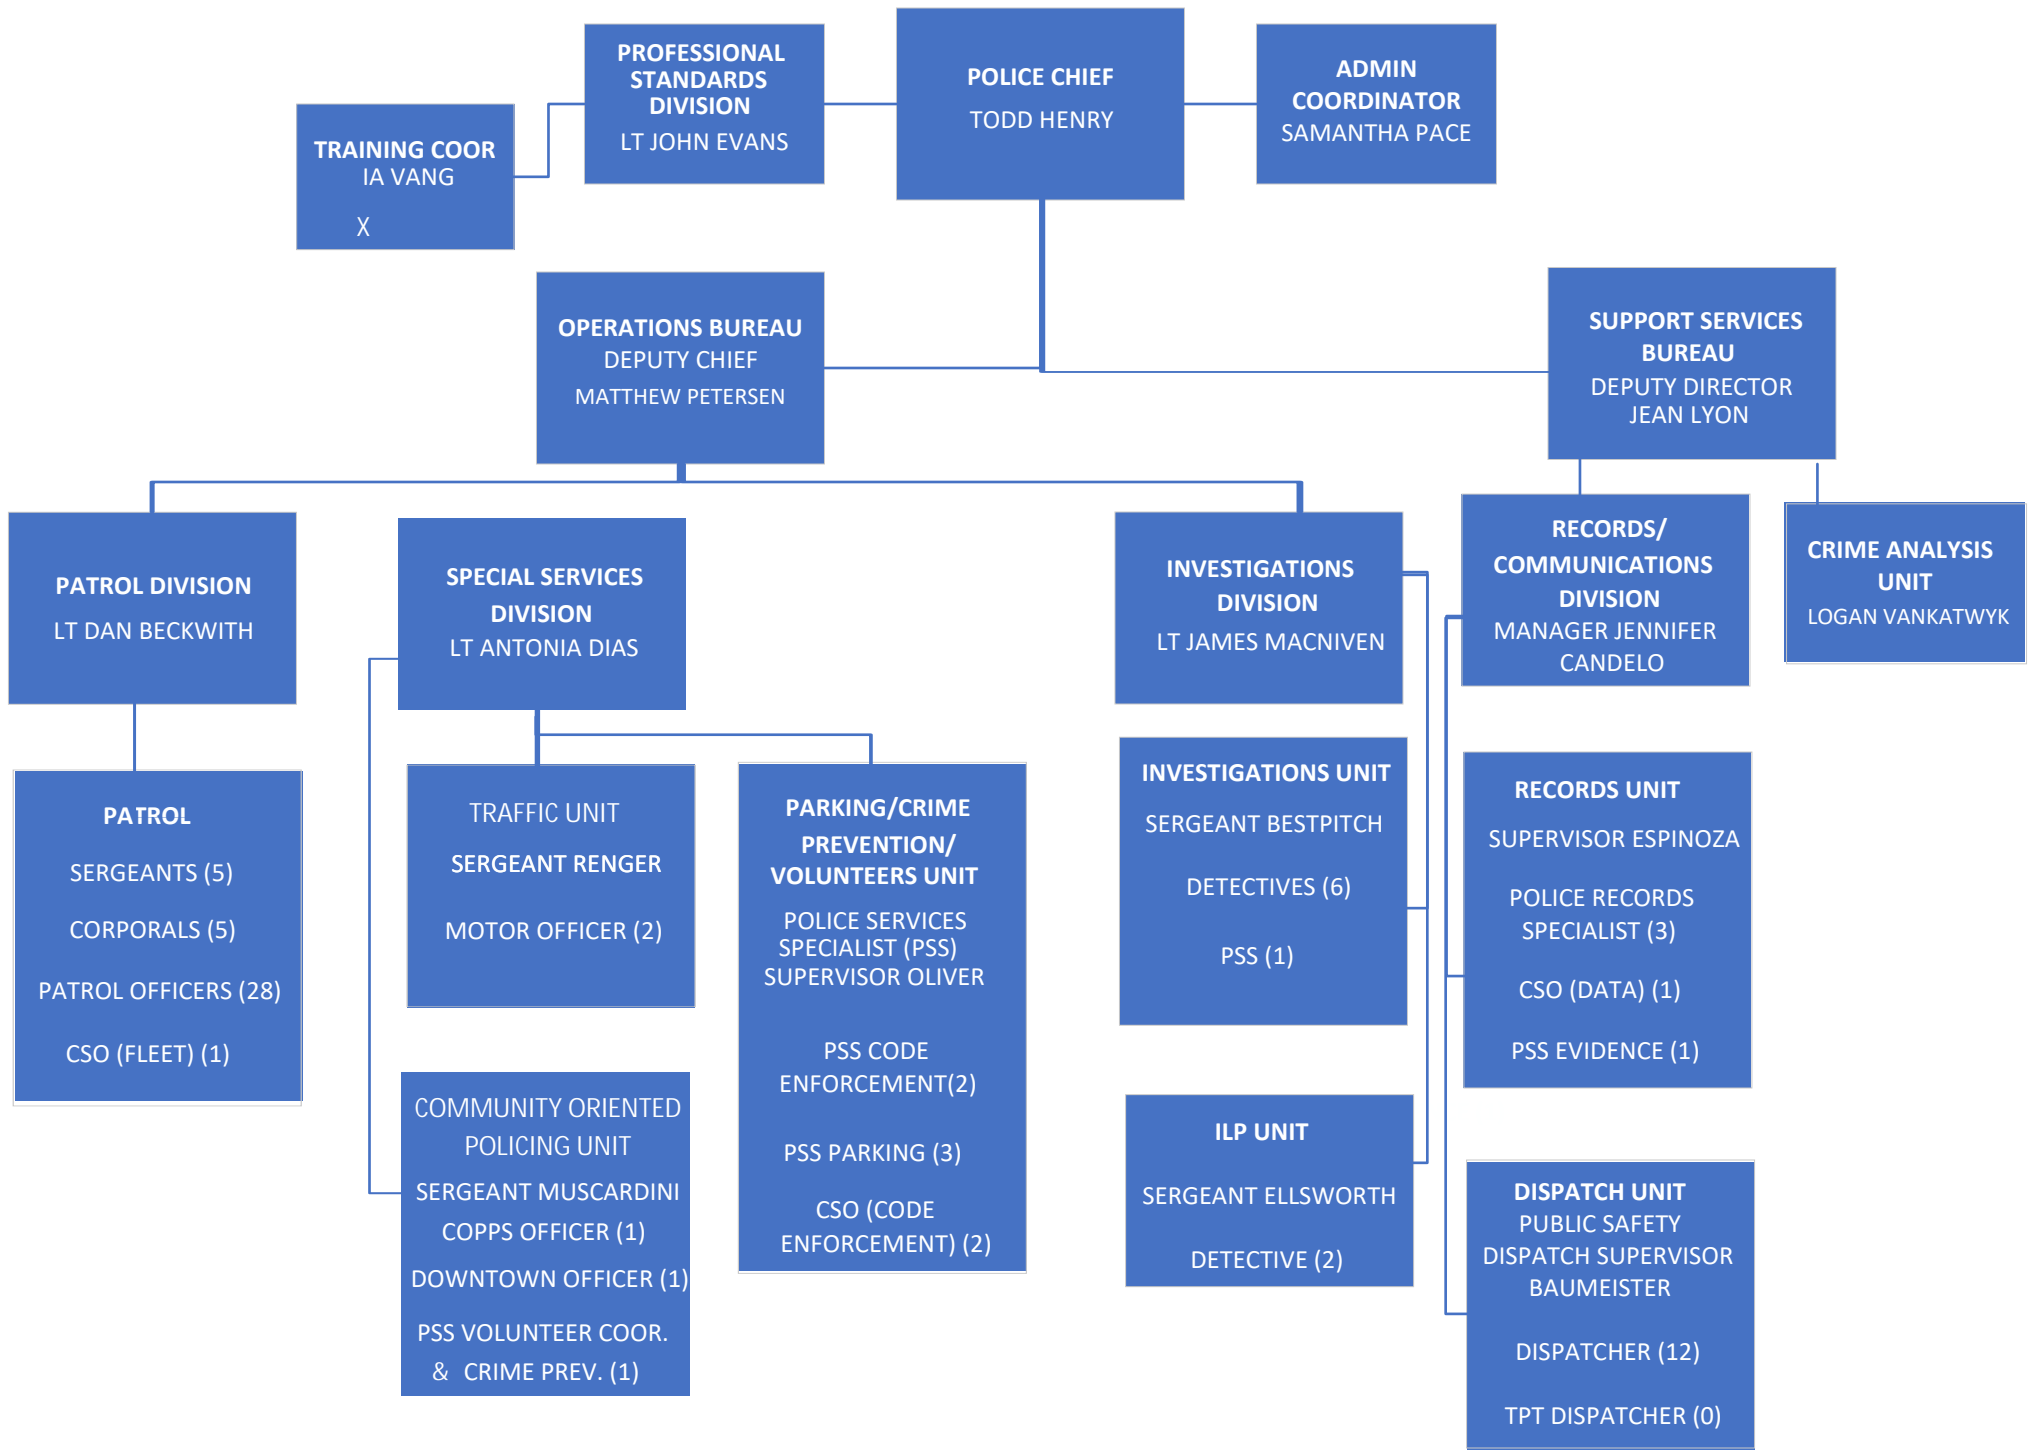 PROFESSIONAL
STANDARDS
DIVISION
LT JOHN EVANS
POLICE CHIEF
TODD HENRY
ADMIN
COORDINATOR
SAMANTHA PACE
TRAINING COOR
IA VANG
X
OPERATIONS BUREAU
DEPUTY CHIEF
MATTHEW PETERSEN
SUPPORT SERVICES
BUREAU
DEPUTY DIRECTOR
JEAN LYON
PATROL DIVISION
LT DAN BECKWITH
SPECIAL SERVICES
DIVISION
LT ANTONIA DIAS
INVESTIGATIONS
DIVISION
LT JAMES MACNIVEN
RECORDS/
COMMUNICATIONS
DIVISION
MANAGER JENNIFER
CANDELO
CRIME ANALYSIS
UNIT
LOGAN VANKATWYK
PATROL
SERGEANTS (5)
CORPORALS (5)
PATROL OFFICERS (28)
CSO (FLEET) (1)
TRAFFIC UNIT
SERGEANT RENGER
MOTOR OFFICER (2)
PARKING/CRIME
PREVENTION/
VOLUNTEERS UNIT
POLICE SERVICES
SPECIALIST (PSS)
SUPERVISOR OLIVER
PSS CODE
ENFORCEMENT(2)
PSS PARKING (3)
CSO (CODE
ENFORCEMENT) (2)
INVESTIGATIONS UNIT
SERGEANT BESTPITCH
DETECTIVES (6)
PSS (1)
RECORDS UNIT
SUPERVISOR ESPINOZA
POLICE RECORDS
SPECIALIST (3)
CSO (DATA) (1)
PSS EVIDENCE (1)
COMMUNITY ORIENTED
POLICING UNIT
SERGEANT MUSCARDINI
COPPS OFFICER (1)
DOWNTOWN OFFICER (1)
PSS VOLUNTEER COOR.
& CRIME PREV. (1)
ILP UNIT
SERGEANT ELLSWORTH
DETECTIVE (2)
DISPATCH UNIT
PUBLIC SAFETY
DISPATCH SUPERVISOR
BAUMEISTER
DISPATCHER (12)
TPT DISPATCHER (0)